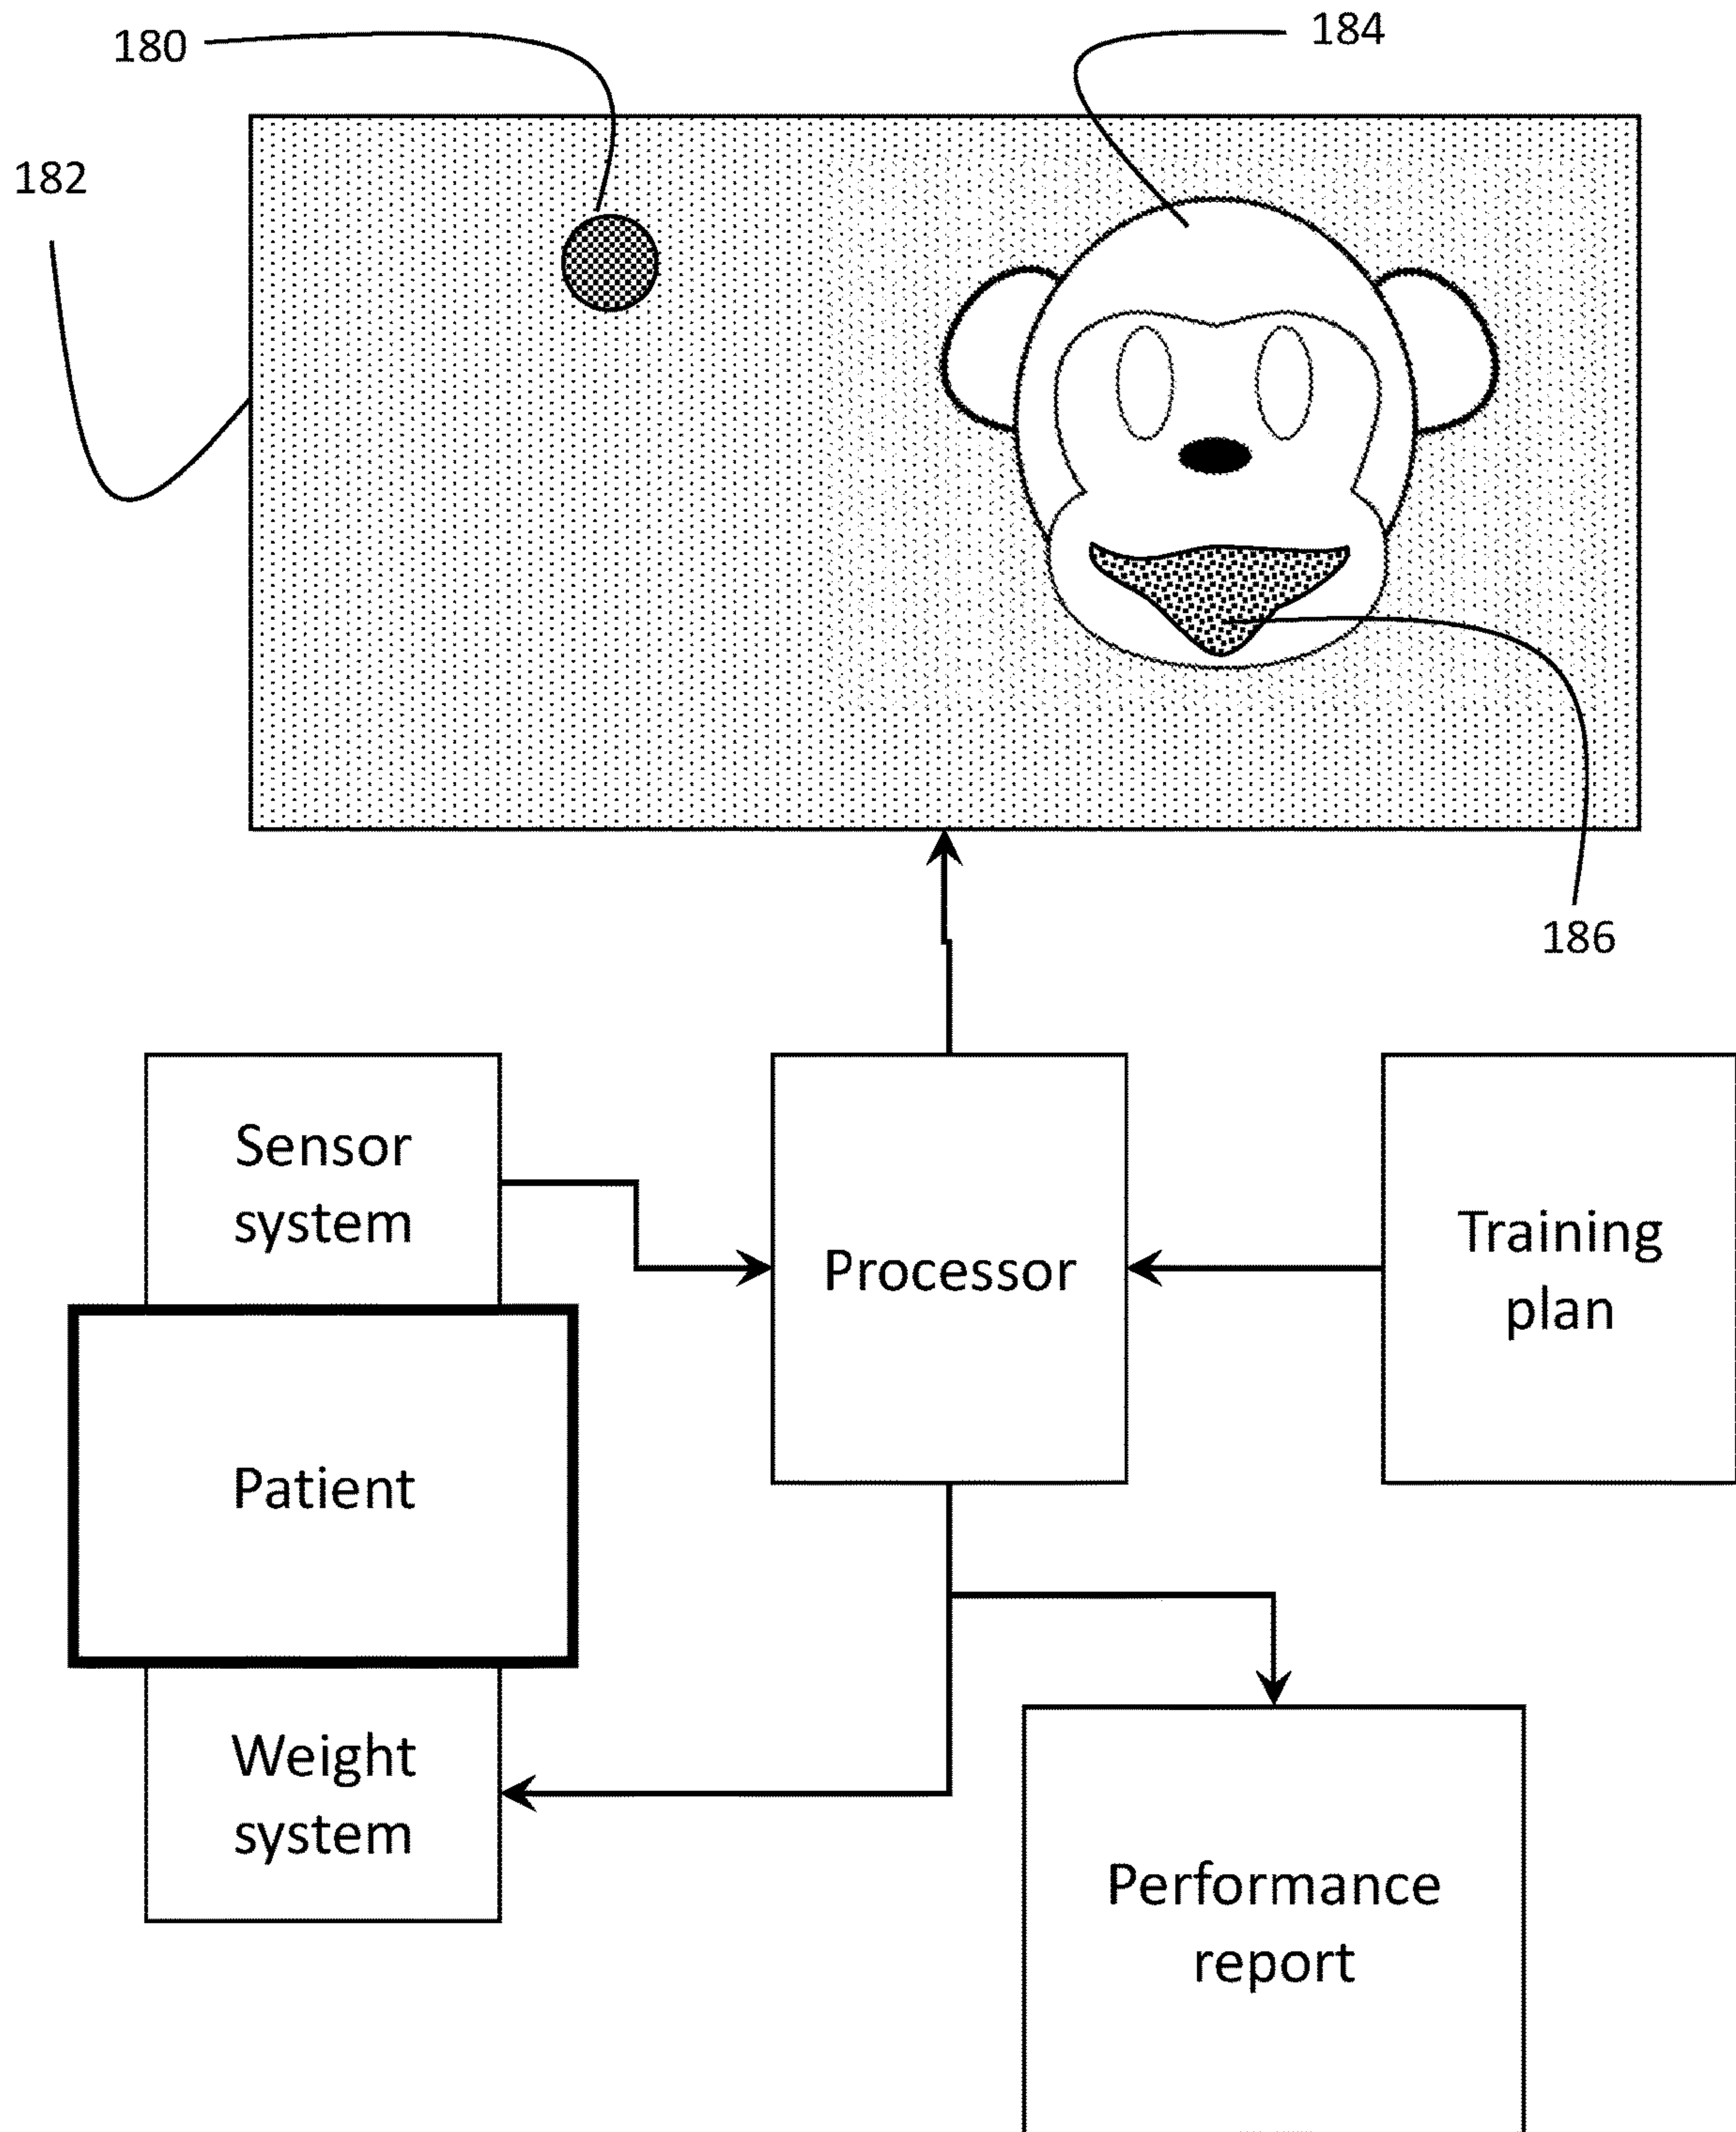 180
184
182
186
Sensor
system
Processor
Training
plan
Patient
Weight
system
Performance
report